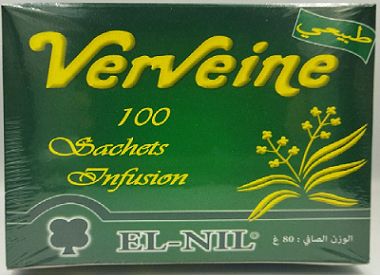 Verveine
طبيعي
100
Sachets
Infusion
EL-NIL®
الوزن الصافي : 80 غ